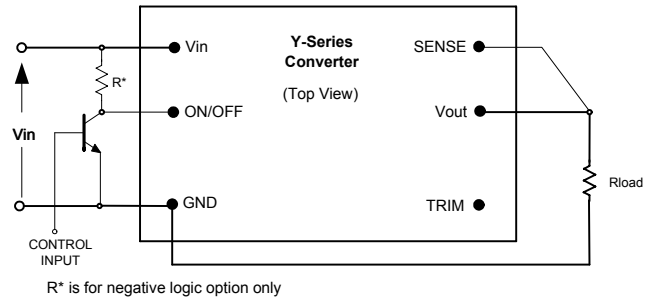 Y-Series
Converter
(Top View)
Vin
SENSE
R*
ON/OFF
Vout
Vin
Rload
GND
TRIM
CONTROL
INPUT
R* is for negative logic option only